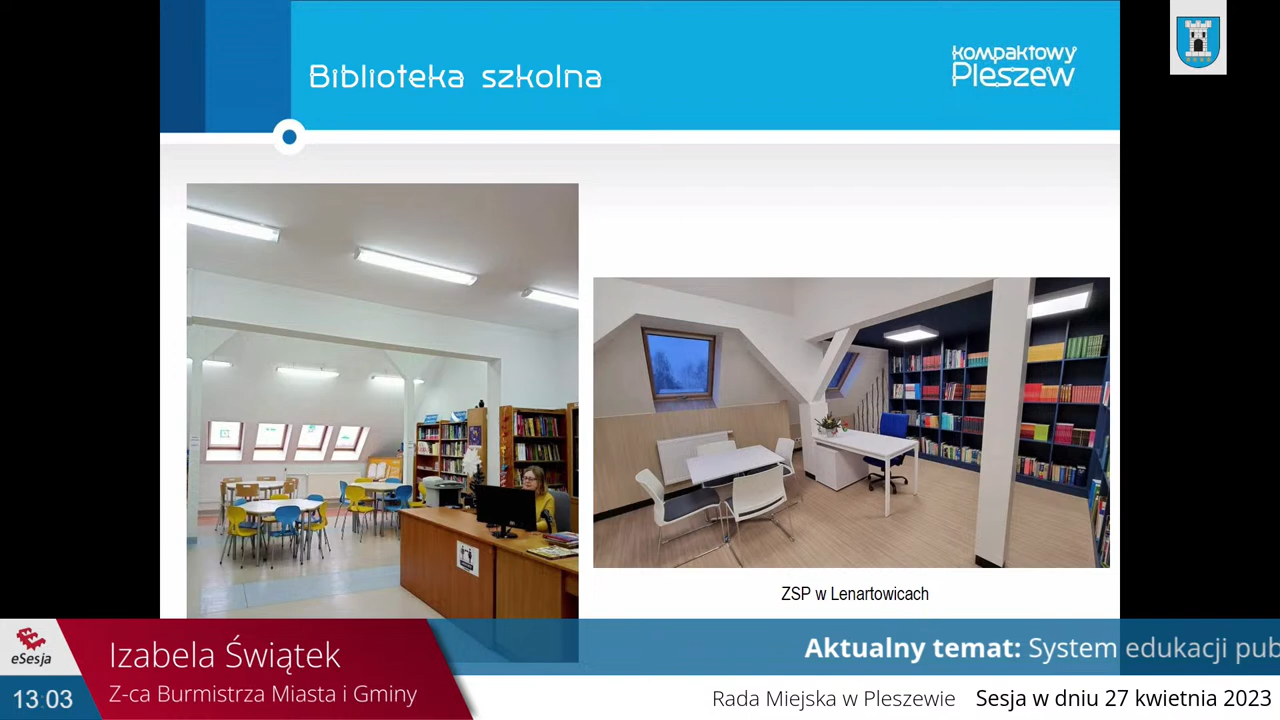 Biblioteka szkolna
kompaktowy
Pleszew
ZSP w Lenartowicach
eSesja
Izabela Świątek
Z-ca Burmistrza Miasta i Gminy
Aktualny temat: System edukacji pub
13:03
Rada Miejska w Pleszewie Sesja w dniu 27 kwietnia 2023